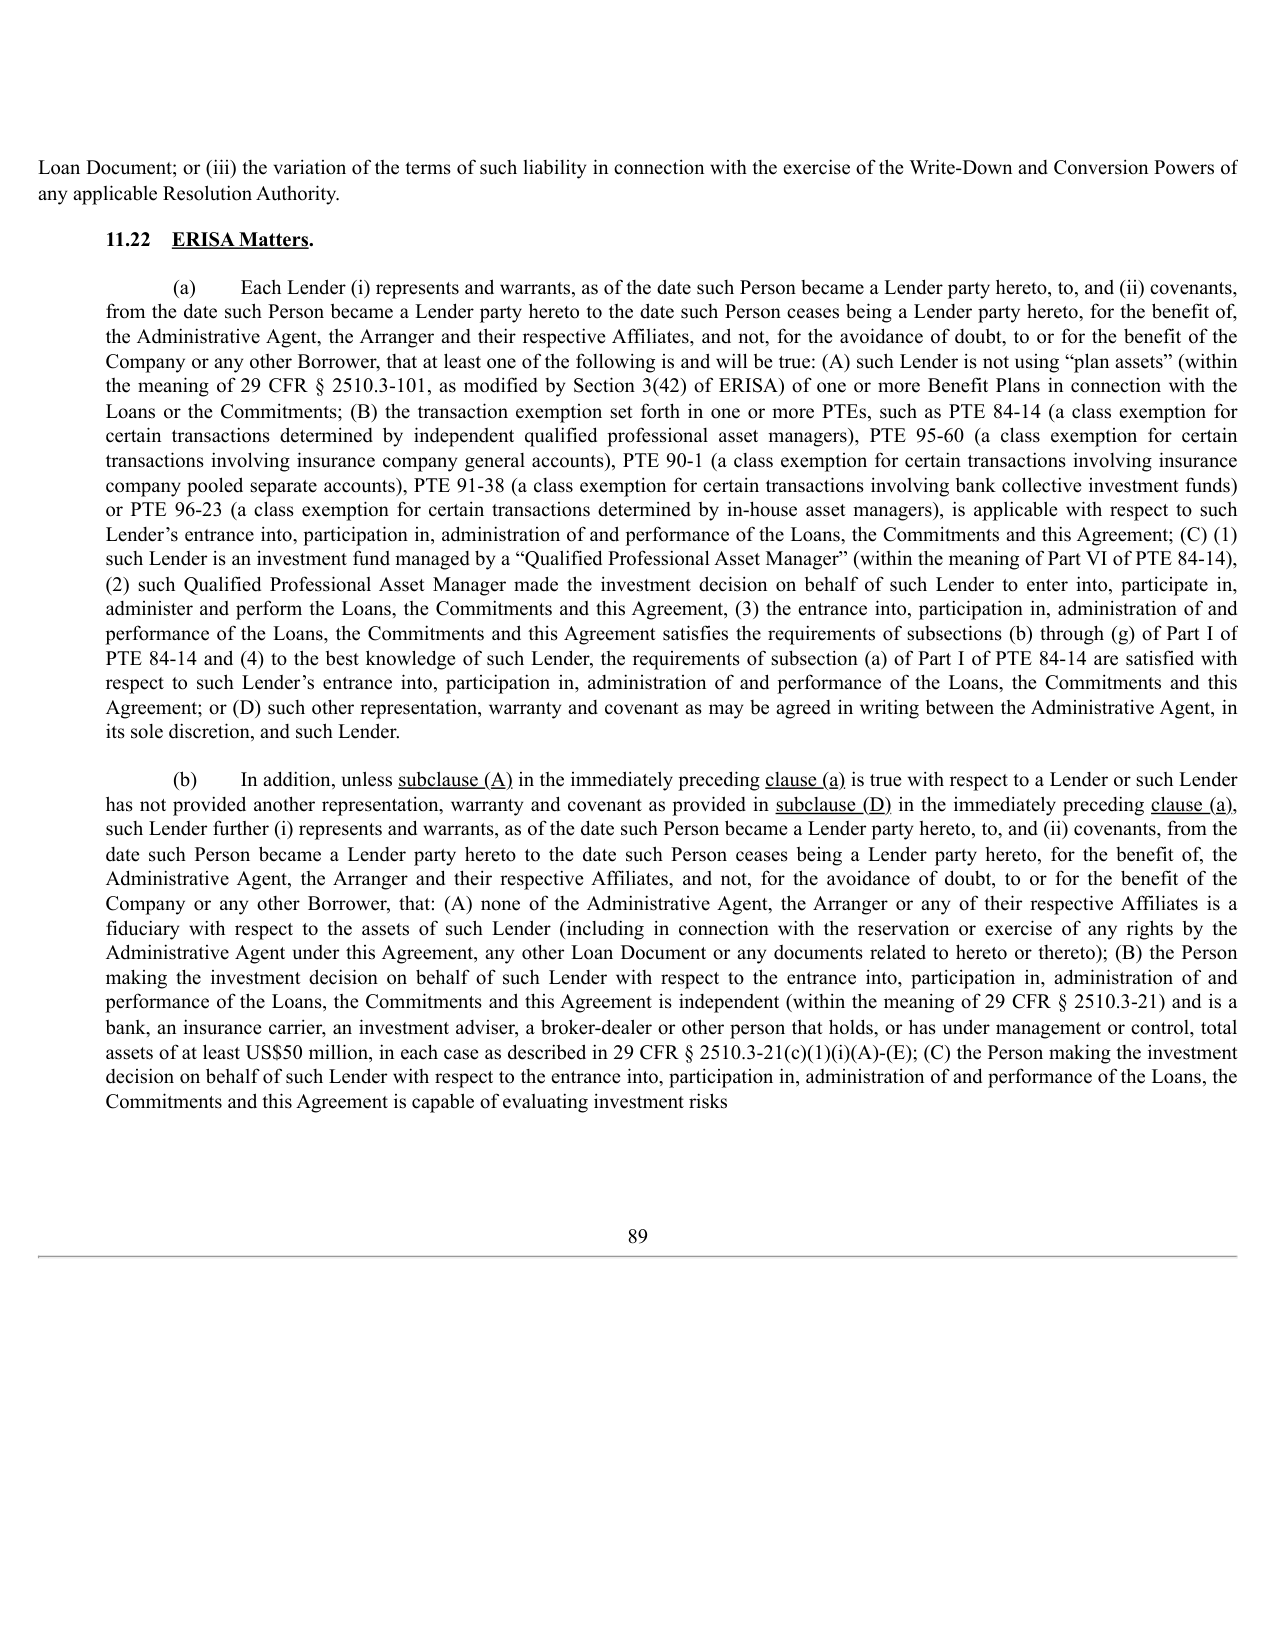 Loan Document; or (iii) the variation of the terms of such liability in connection with the exercise of the Write-Down and Conversion Powers of
any applicable Resolution Authority.
11.22 ERISA Matters.
(a) Each Lender (i) represents and warrants, as of the date such Person became a Lender party hereto, to, and (ii) covenants,
from the date such Person became a Lender party hereto to the date such Person ceases being a Lender party hereto, for the benefit of,
the Administrative Agent, the Arranger and their respective Affiliates, and not, for the avoidance of doubt, to or for the benefit of the
Company or any other Borrower, that at least one of the following is and will be true: (A) such Lender is not using “plan assets” (within
the meaning of 29 CFR § 2510.3-101, as modified by Section 3(42) of ERISA) of one or more Benefit Plans in connection with the
Loans or the Commitments; (B) the transaction exemption set forth in one or more PTEs, such as PTE 84-14 (a class exemption for
certain transactions determined by independent qualified professional asset managers), PTE 95-60 (a class exemption for certain
transactions involving insurance company general accounts), PTE 90-1 (a class exemption for certain transactions involving insurance
company pooled separate accounts), PTE 91-38 (a class exemption for certain transactions involving bank collective investment funds)
or PTE 96-23 (a class exemption for certain transactions determined by in-house asset managers), is applicable with respect to such
Lender’s entrance into, participation in, administration of and performance of the Loans, the Commitments and this Agreement; (C) (1)
such Lender is an investment fund managed by a “Qualified Professional Asset Manager” (within the meaning of Part VI of PTE 84-14),
(2) such Qualified Professional Asset Manager made the investment decision on behalf of such Lender to enter into, participate in,
administer and perform the Loans, the Commitments and this Agreement, (3) the entrance into, participation in, administration of and
performance of the Loans, the Commitments and this Agreement satisfies the requirements of subsections (b) through (g) of Part I of
PTE 84-14 and (4) to the best knowledge of such Lender, the requirements of subsection (a) of Part I of PTE 84-14 are satisfied with
respect to such Lender’s entrance into, participation in, administration of and performance of the Loans, the Commitments and this
Agreement; or (D) such other representation, warranty and covenant as may be agreed in writing between the Administrative Agent, in
its sole discretion, and such Lender.
(b) In addition, unless subclause (A) in the immediately preceding clause (a) is true with respect to a Lender or such Lender
has not provided another representation, warranty and covenant as provided in subclause (D) in the immediately preceding clause (a),
such Lender further (i) represents and warrants, as of the date such Person became a Lender party hereto, to, and (ii) covenants, from the
date such Person became a Lender party hereto to the date such Person ceases being a Lender party hereto, for the benefit of, the
Administrative Agent, the Arranger and their respective Affiliates, and not, for the avoidance of doubt, to or for the benefit of the
Company or any other Borrower, that: (A) none of the Administrative Agent, the Arranger or any of their respective Affiliates is a
fiduciary with respect to the assets of such Lender (including in connection with the reservation or exercise of any rights by the
Administrative Agent under this Agreement, any other Loan Document or any documents related to hereto or thereto); (B) the Person
making the investment decision on behalf of such Lender with respect to the entrance into, participation in, administration of and
performance of the Loans, the Commitments and this Agreement is independent (within the meaning of 29 CFR § 2510.3-21) and is a
bank, an insurance carrier, an investment adviser, a broker-dealer or other person that holds, or has under management or control, total
assets of at least US$50 million, in each case as described in 29 CFR § 2510.3-21(c)(1)(i)(A)-(E); (C) the Person making the investment
decision on behalf of such Lender with respect to the entrance into, participation in, administration of and performance of the Loans, the
Commitments and this Agreement is capable of evaluating investment risks
89